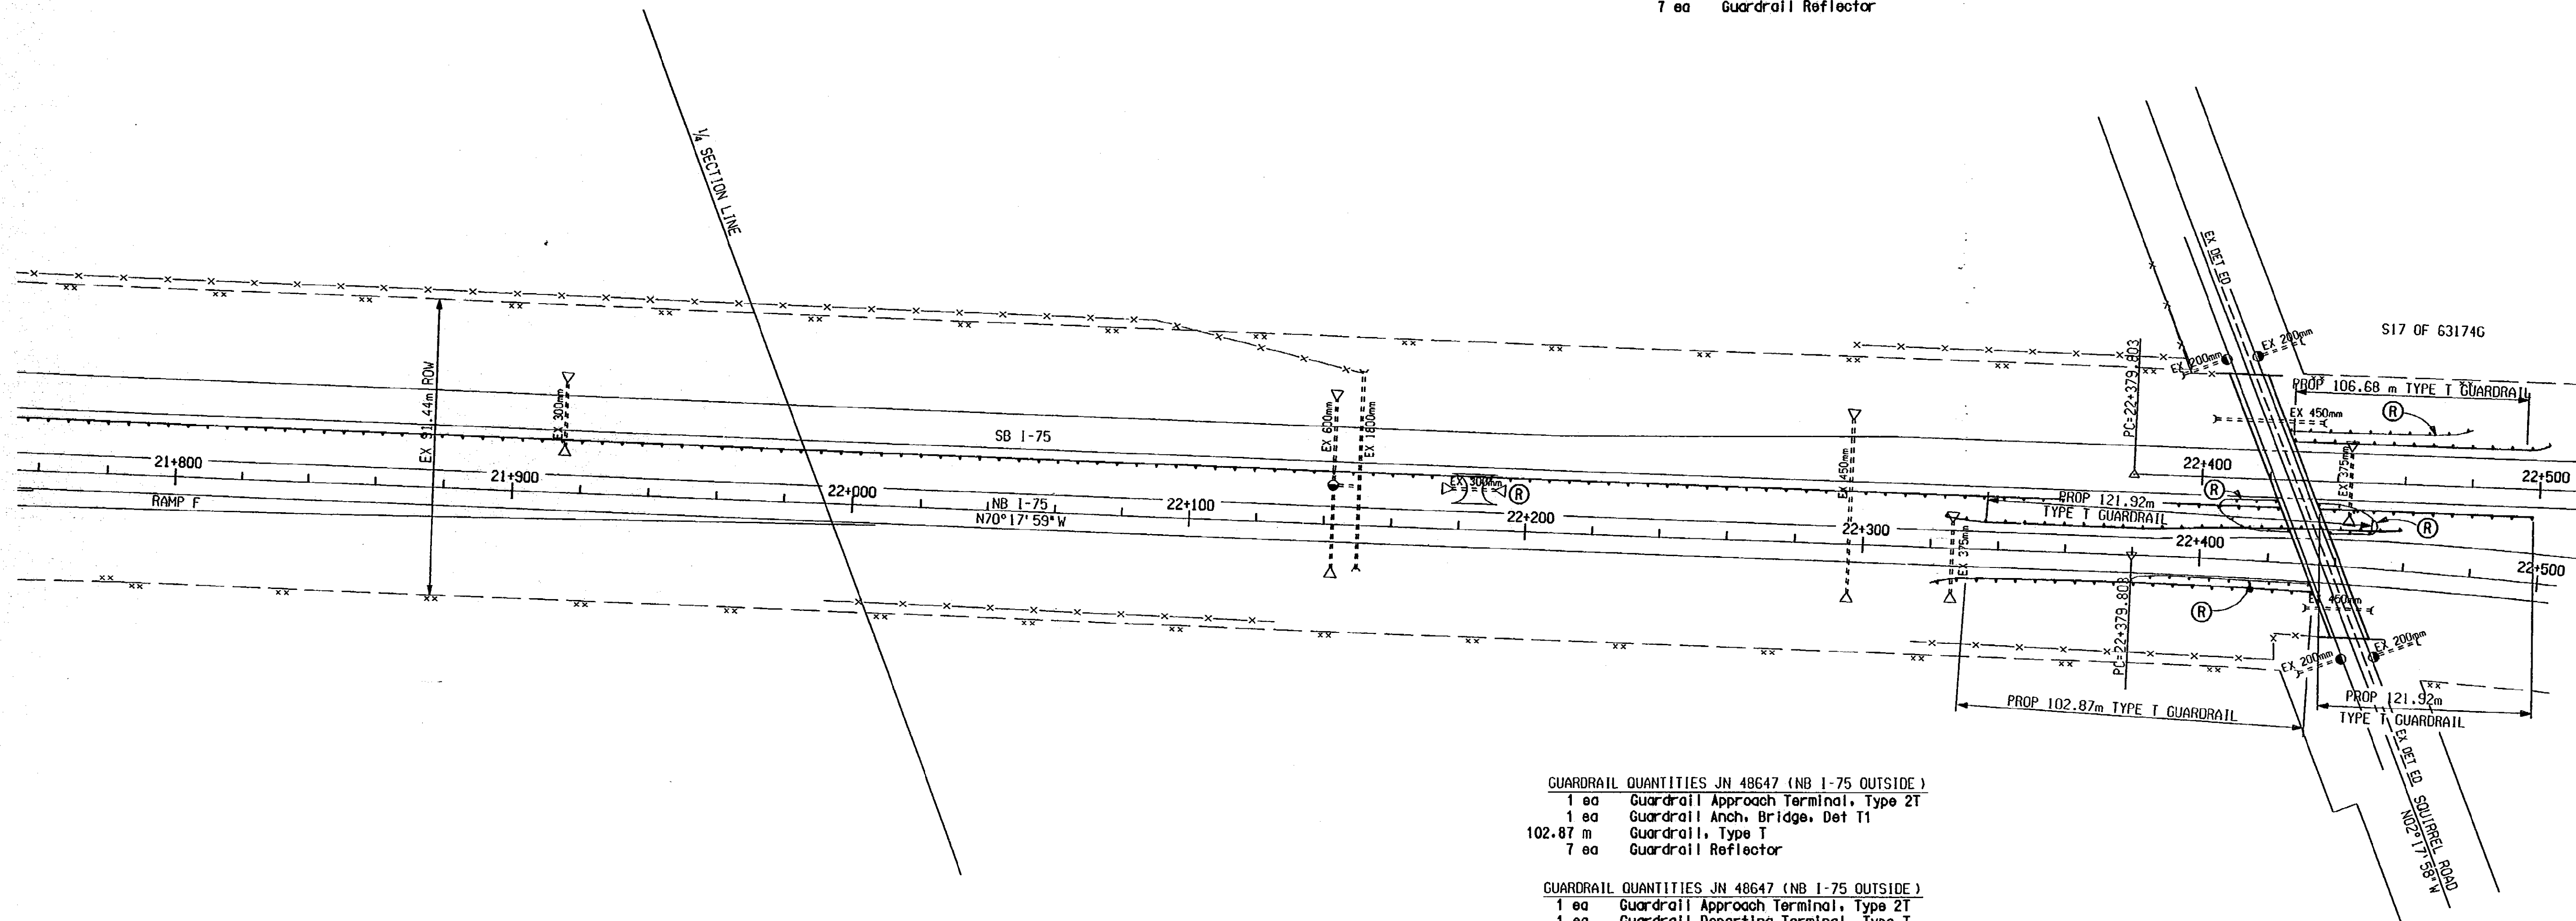 7 ea Guardrail Reflector
1/4 SECTION LINE
EX DET ED
S17 OF 63174G
EX 200mm
EX 200mm
PROP 106.68 m TYPE T GUARDRAIL
EX 91.44m ROW
EX 300mm
EX 600mm
EX 1800mm
PC=22+379.803
EX 450mm
R
SB I-75
EX 450mm
EX 375mm
21+800
21+900
22+000
22+100
22+200
22+300
22+400
22+500
EX 300mm
R
R
PROP 121.92m
TYPE T GUARDRAIL
R
RAMP F
NB I-75
N70°17'59"W
EX 375mm
22+400
22+500
R
EX 450mm
PC=22+379.803
EX 200mm
EX 200mm
PROP 102.87m TYPE T GUARDRAIL
PROP 121.92m
TYPE T GUARDRAIL
EX DET ED
SQUIRREL ROAD
N02°17'58"W
GUARDRAIL QUANTITIES JN 48647 (NB I-75 OUTSIDE)
1 ea Guardrail Approach Terminal, Type 2T
1 ea Guardrail Anch, Bridge, Det T1
102.87 m Guardrail, Type T
7 ea Guardrail Reflector
GUARDRAIL QUANTITIES JN 48647 (NB I-75 OUTSIDE)
1 ea Guardrail Approach Terminal, Type 2T
1 ea Guardrail Departing Terminal, Type T